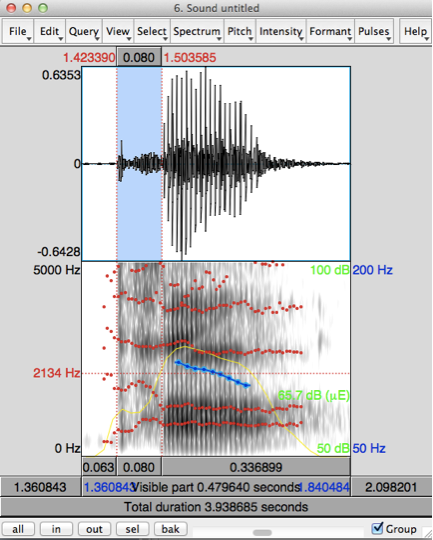 6. Sound untitled
File Edit Query View Select Spectrum Pitch Intensity Formant Pulses Help
1.423390 0.080 1.503585
0.6353
0
-0.6428
5000 Hz 100 dB 200 Hz
2134 Hz
65.7 dB (µE)
0 Hz 50 dB 50 Hz
0.063 0.080 0.336899
1.360843 1.360843 Visible part 0.479640 seconds 1.840484 2.098201
Total duration 3.938685 seconds
all in out sel bak Group